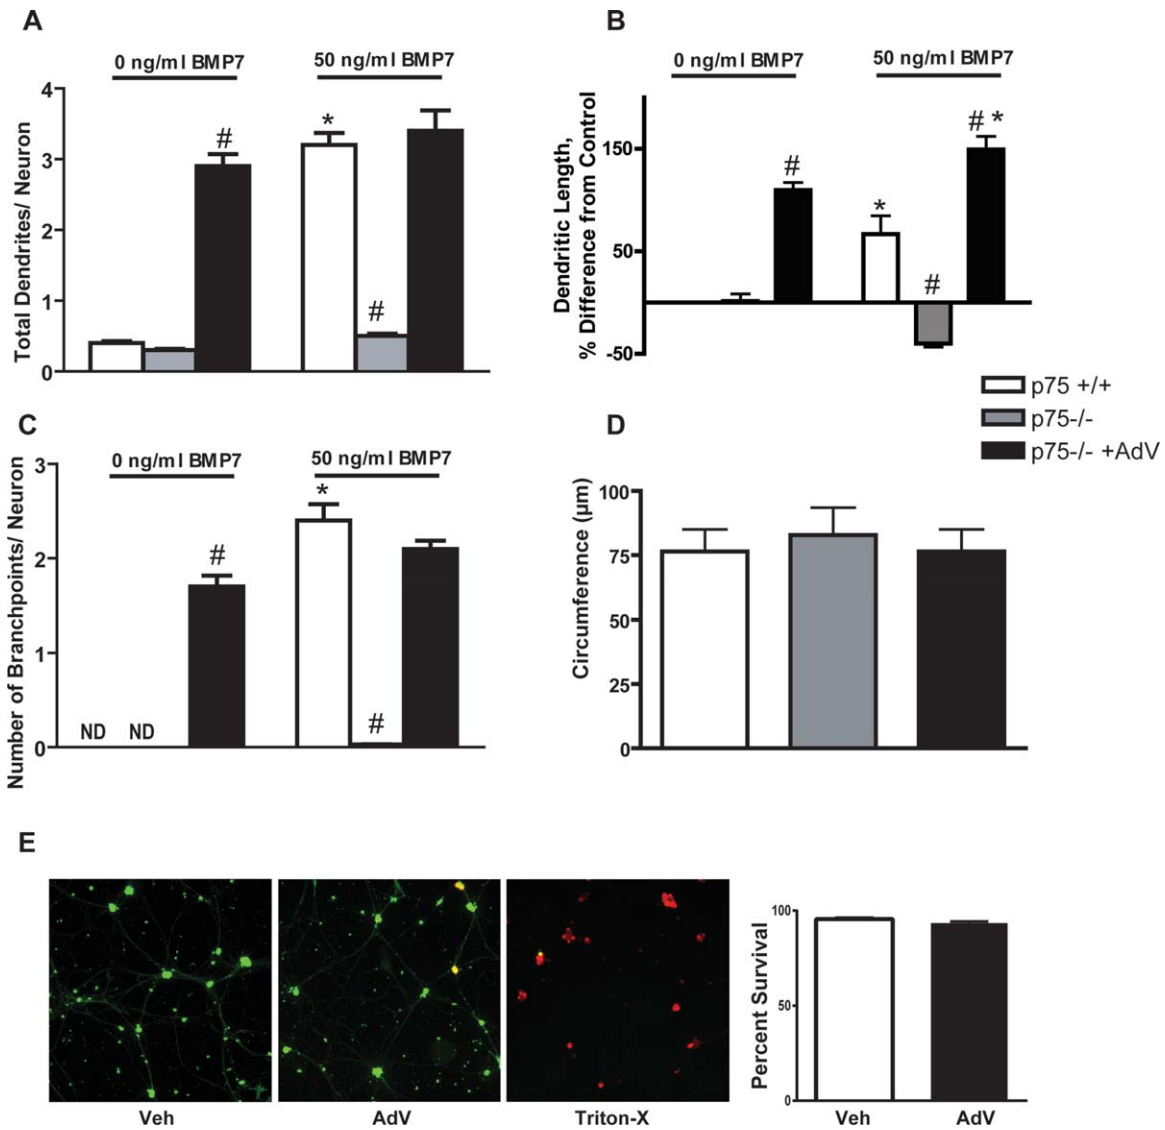 A
0 ng/ml BMP7
50 ng/ml BMP7
Total Dendrites/ Neuron
4
3
2
1
0
#
*
#
B
0 ng/ml BMP7
50 ng/ml BMP7
Dendritic Length,
% Difference from Control
150
50
-50
#
*
#
# *
p75 +/+
p75-/-
p75-/- +AdV
C
0 ng/ml BMP7
50 ng/ml BMP7
Number of Branchpoints/ Neuron
3
2
1
0
ND
ND
#
*
#
D
Circumference (µm)
100
75
50
25
0
E
Veh
AdV
Triton-X
Percent Survival
100
50
0
Veh
AdV